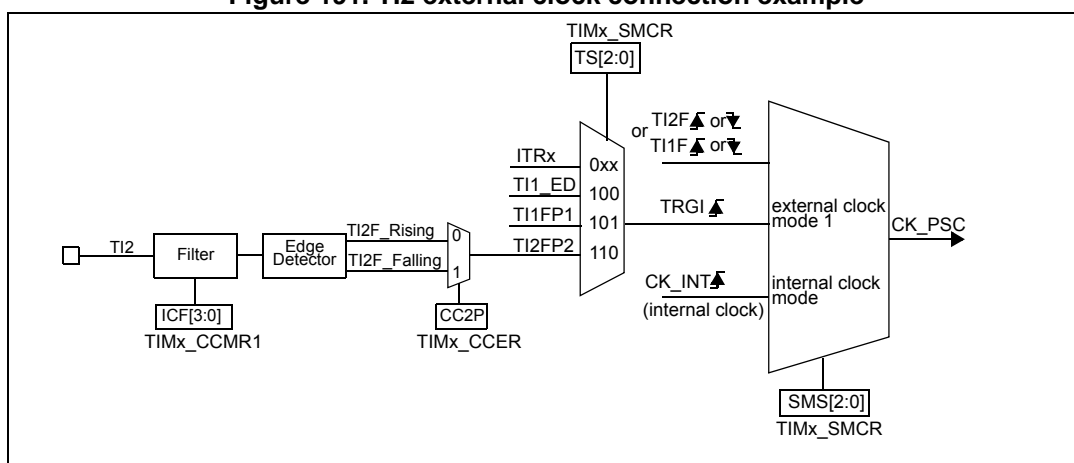 Figure 191. TI2 external clock connection example
TIMx_SMCR
TS[2:0]
or TI2F or
TI1F or
ITRx
0xx
TI1_ED
100
TRGI
external clock
mode 1
TI1FP1
101
CK_PSC
TI2F_Rising
0
TI2
Filter
Edge
Detector
TI2FP2
110
TI2F_Falling
1
CK_INT
(internal clock)
internal clock
mode
ICF[3:0]
CC2P
TIMx_CCMR1
TIMx_CCER
SMS[2:0]
TIMx_SMCR